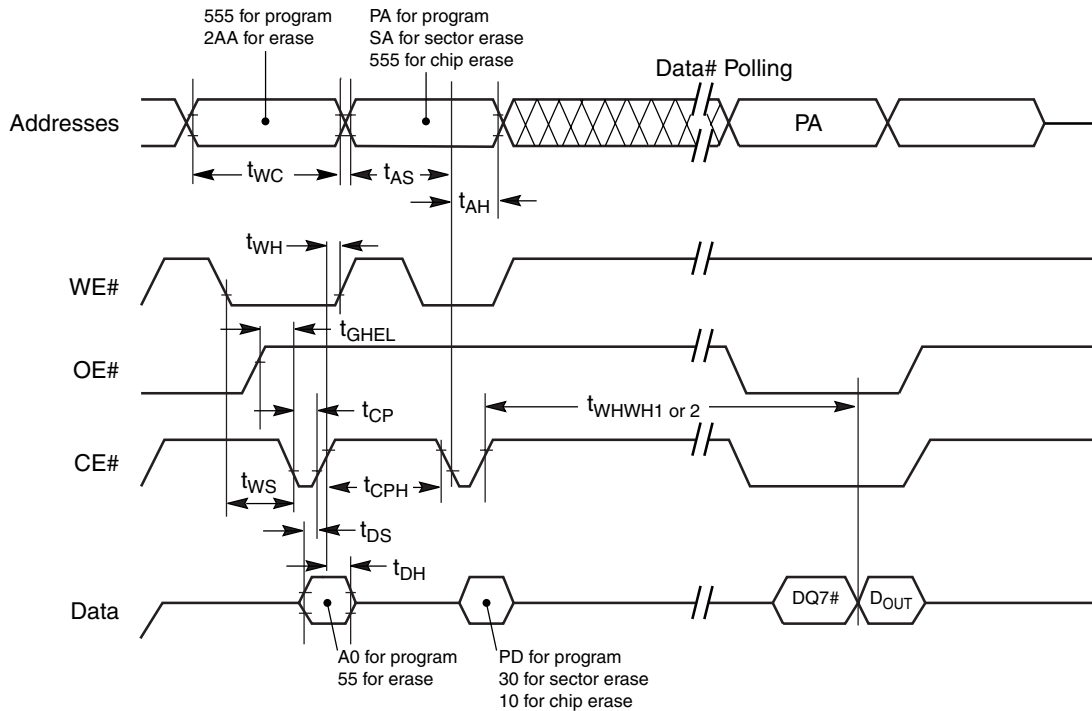 555 for program
2AA for erase
PA for program
SA for sector erase
555 for chip erase
Data# Polling
Addresses
PA
tWC
tAS
tAH
tWH
WE#
tGHEL
OE#
tCP
tWHWH1 or 2
CE#
tWS
tCPH
tDS
tDH
Data
DQ7#
DOUT
A0 for program
55 for erase
PD for program
30 for sector erase
10 for chip erase